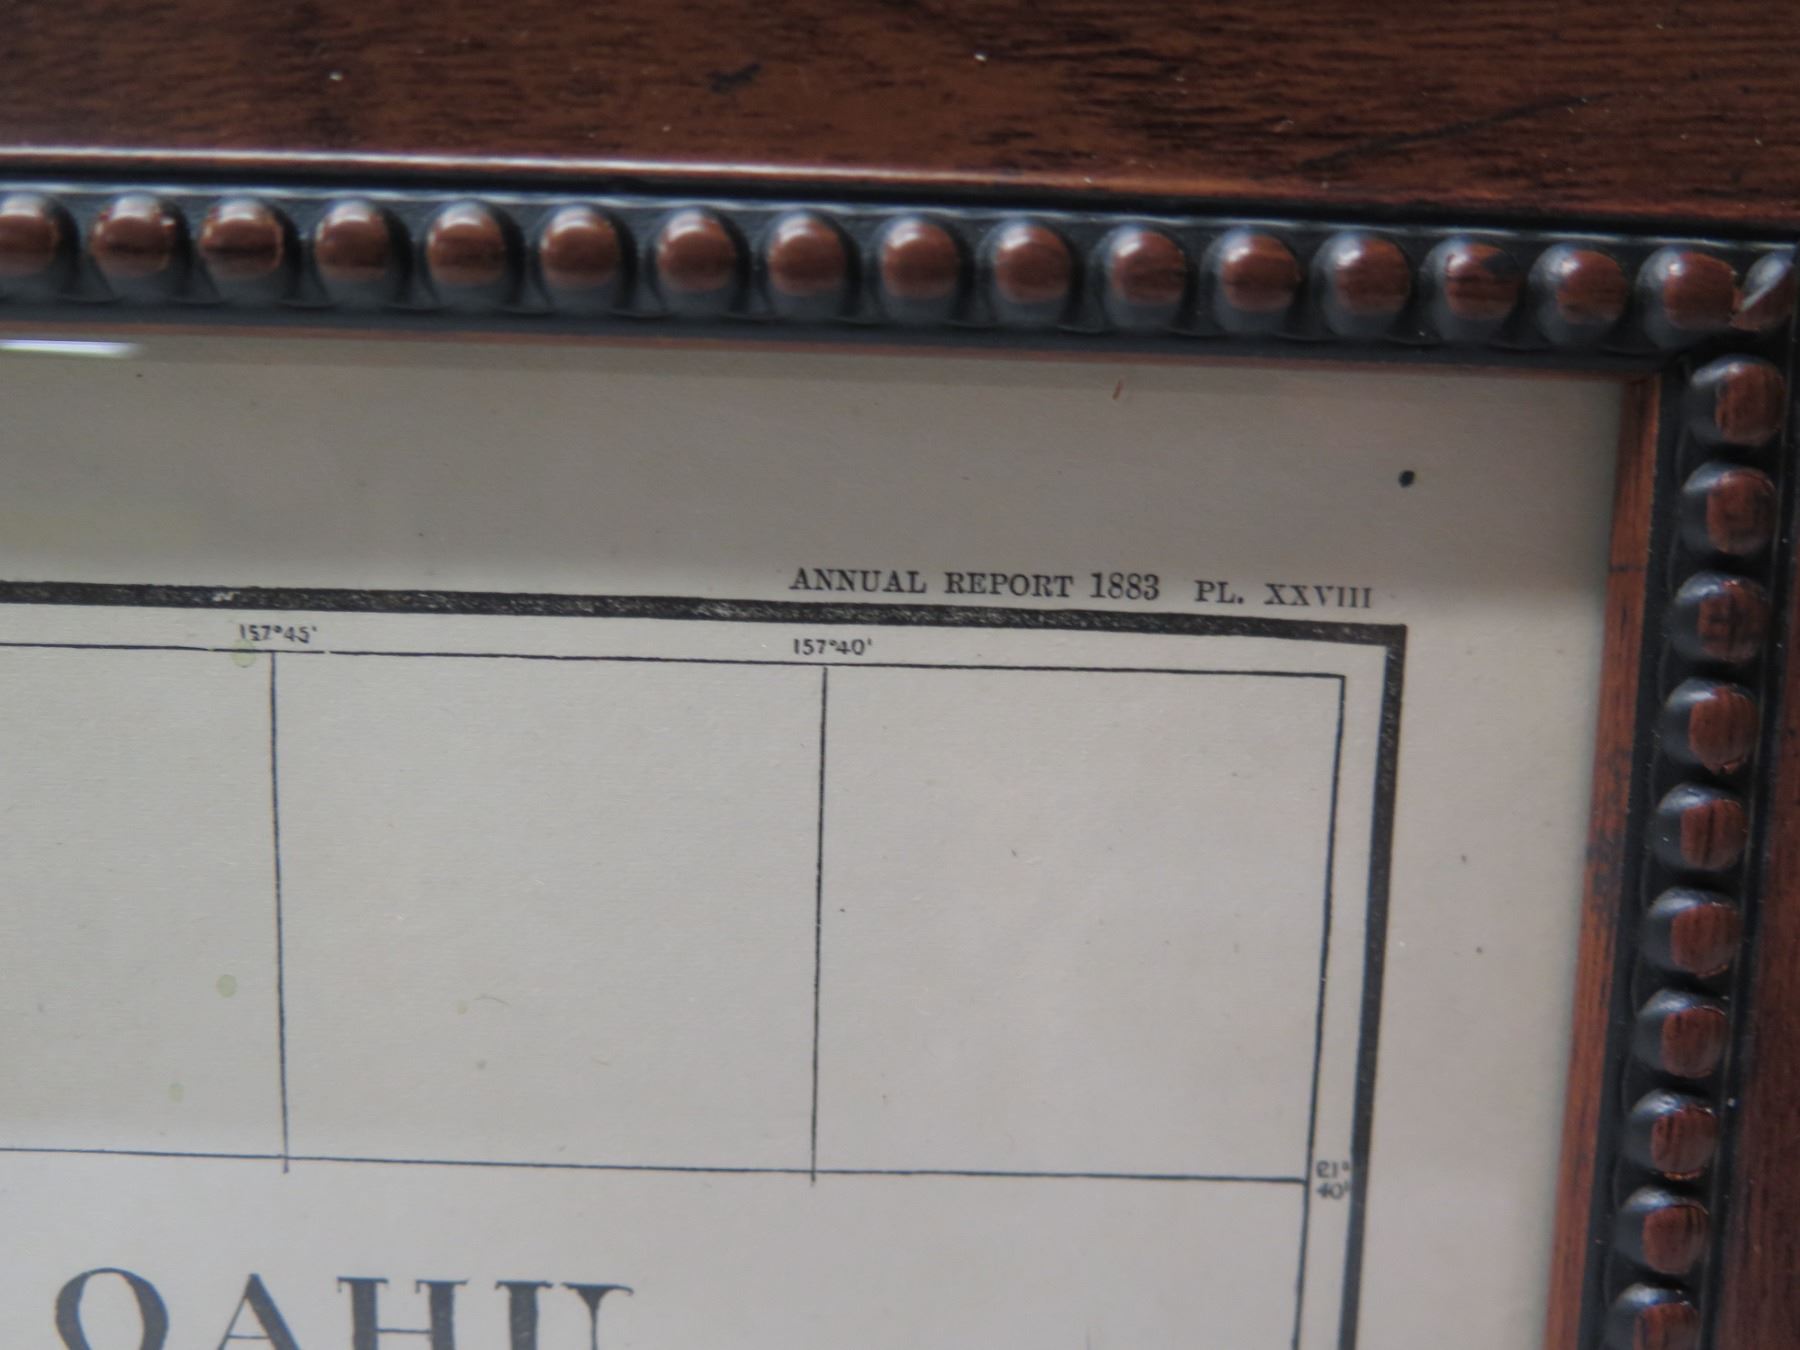 ANNUAL REPORT 1883 PL. XXVIII
157°45'
157°40'
21°
40'
OAHU